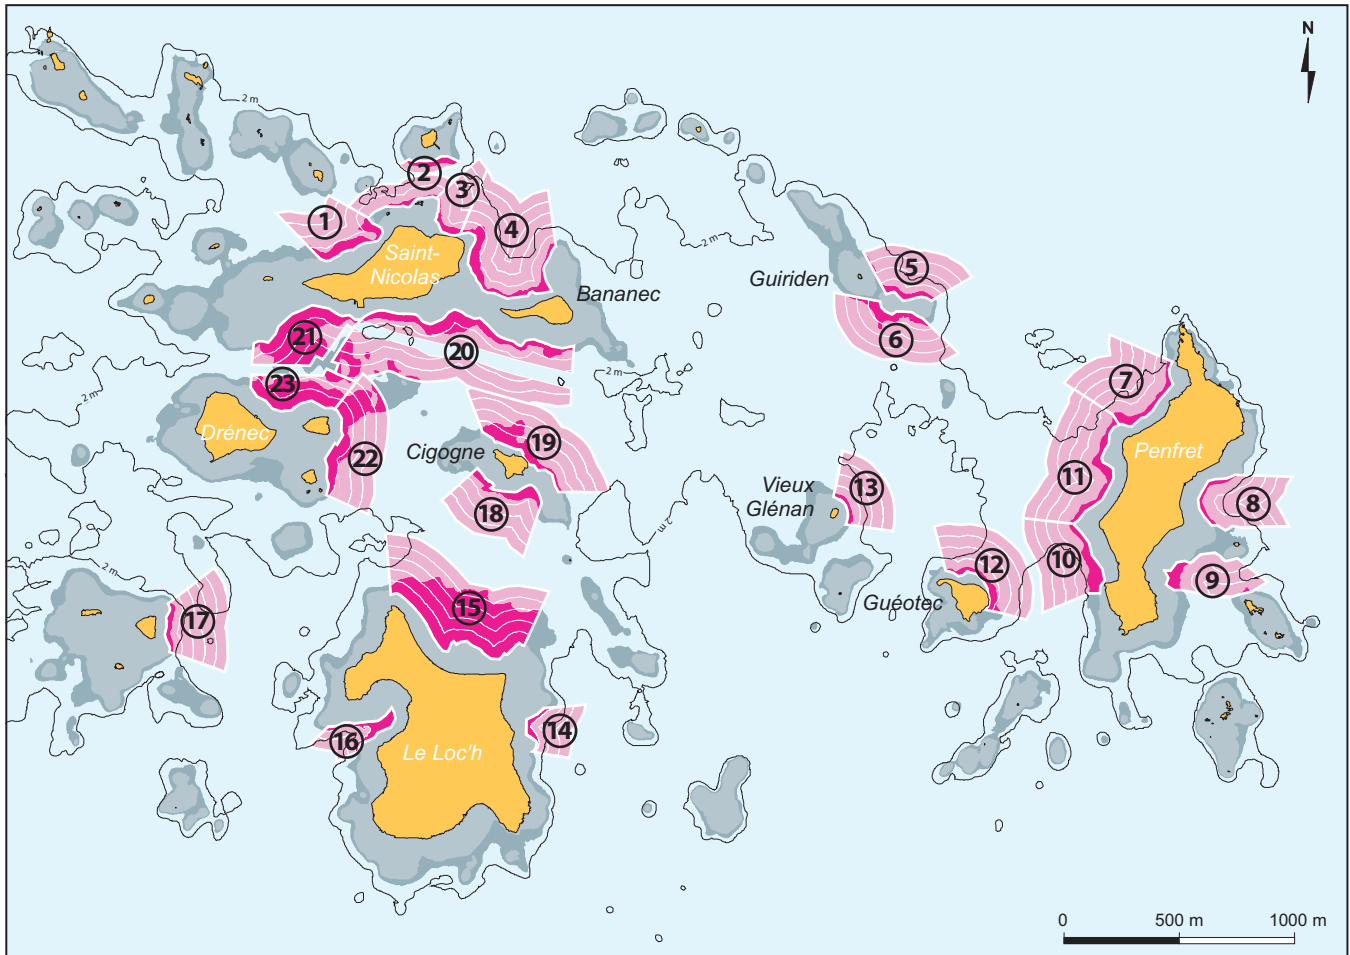 N
2 m
2
3
1
4
Saint-
Nicolas
2 m
5
Guiriden
Bananec
21
20
6
2 m
7
23
2 m
Drénec
19
Cigogne
22
Penfret
11
Vieux
Glénan
13
8
18
2 m
12
10
2 m
9
Guéotec
15
17
14
16
Le Loc'h
0
500 m
1000 m